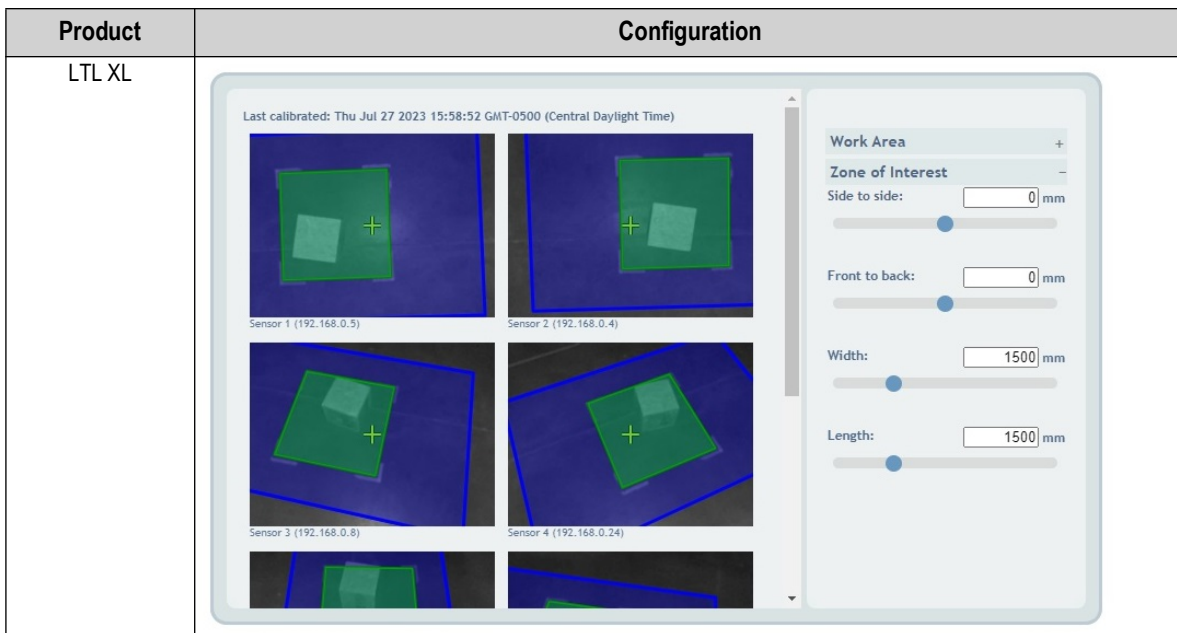 Product
Configuration
LTL XL
Last calibrated: Thu Jul 27 2023 15:58:52 GMT-0500 (Central Daylight Time)
Sensor 1 (192.168.0.5)
Sensor 2 (192.168.0.4)
Sensor 3 (192.168.0.8)
Sensor 4 (192.168.0.24)
Work Area +
Zone of Interest −
Side to side: 0 mm
Front to back: 0 mm
Width: 1500 mm
Length: 1500 mm